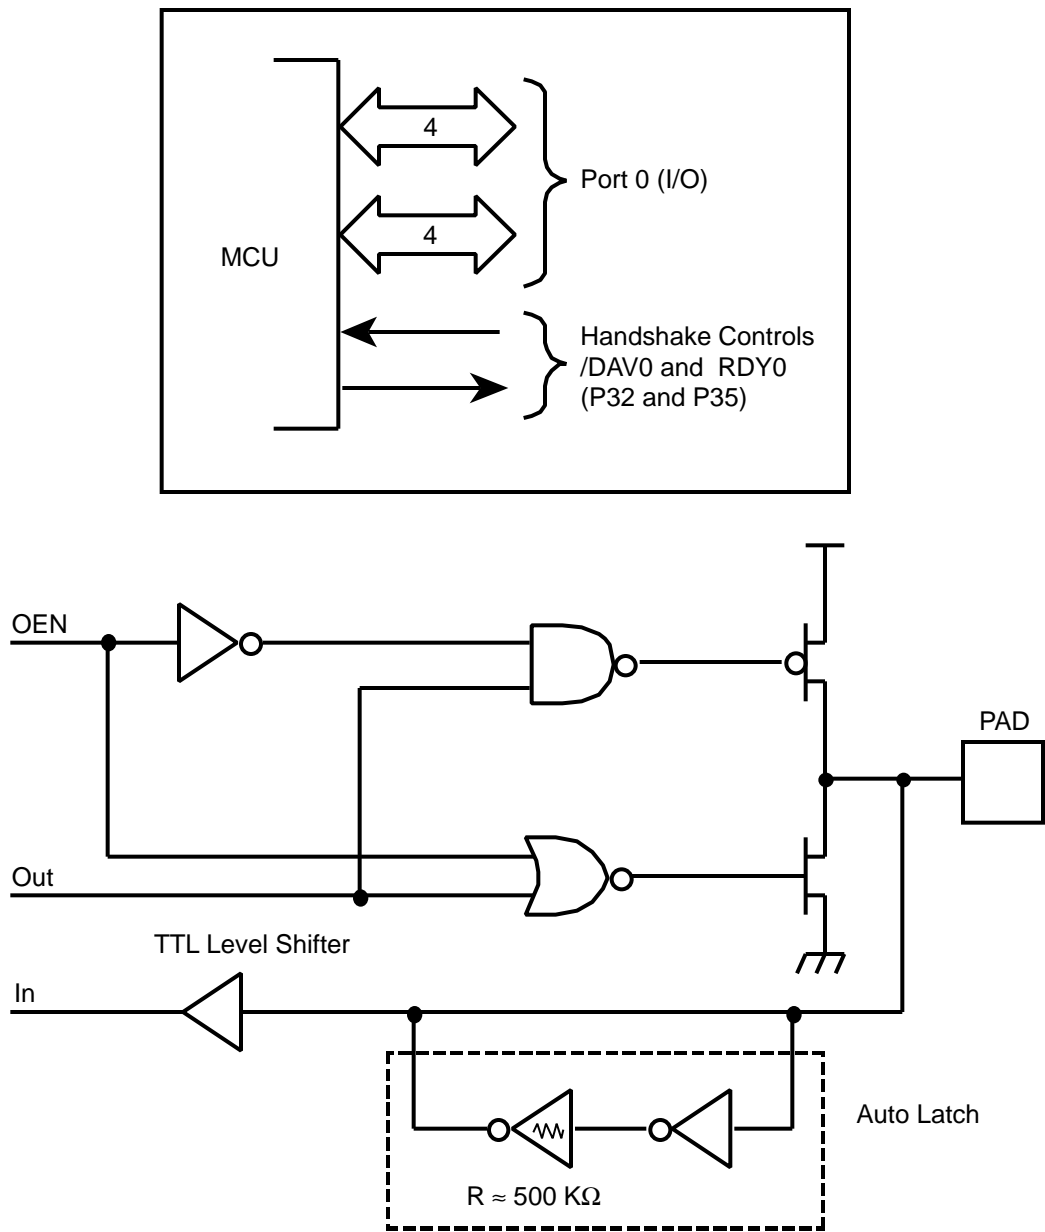 4
Port 0 (I/O)
4
MCU
Handshake Controls
/DAV0 and RDY0
(P32 and P35)
OEN
PAD
Out
TTL Level Shifter
In
Auto Latch
R ≈ 500 KΩ